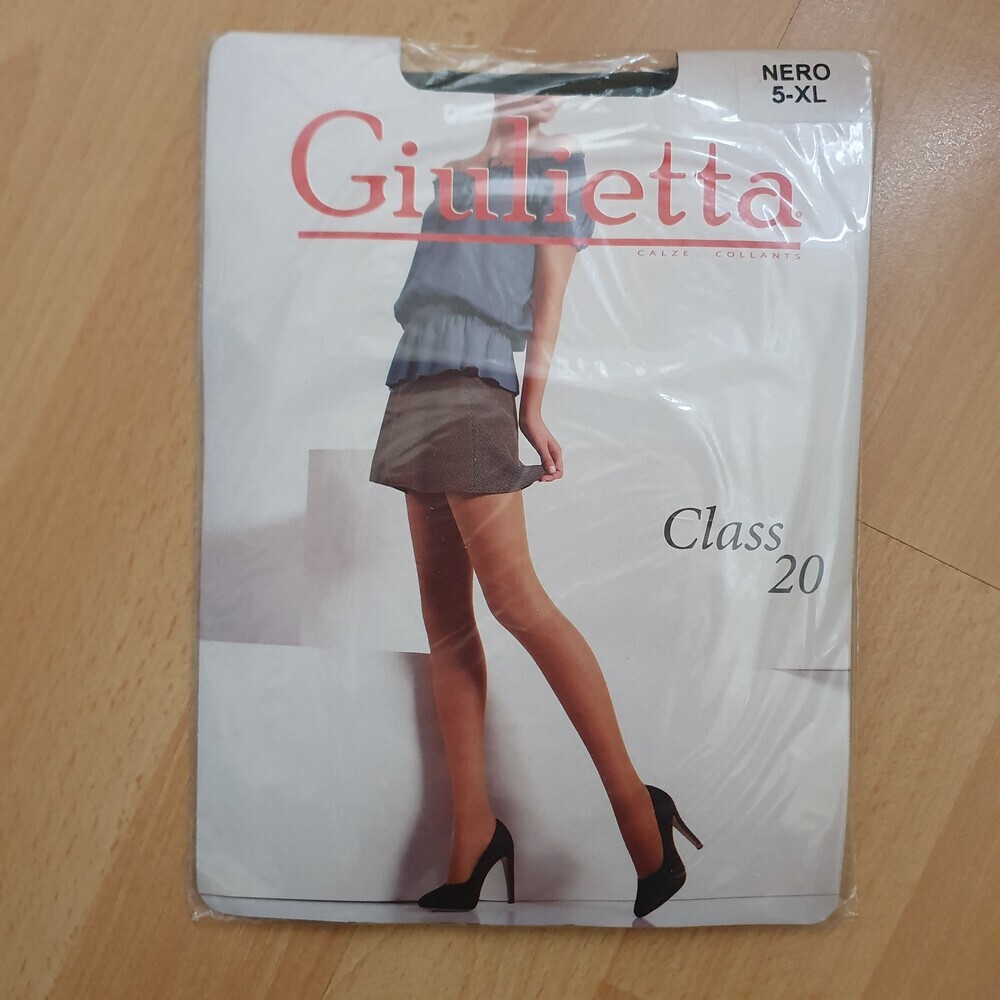 NERO
5-XL
Giulietta
CALZE COLLANTS
Class
20